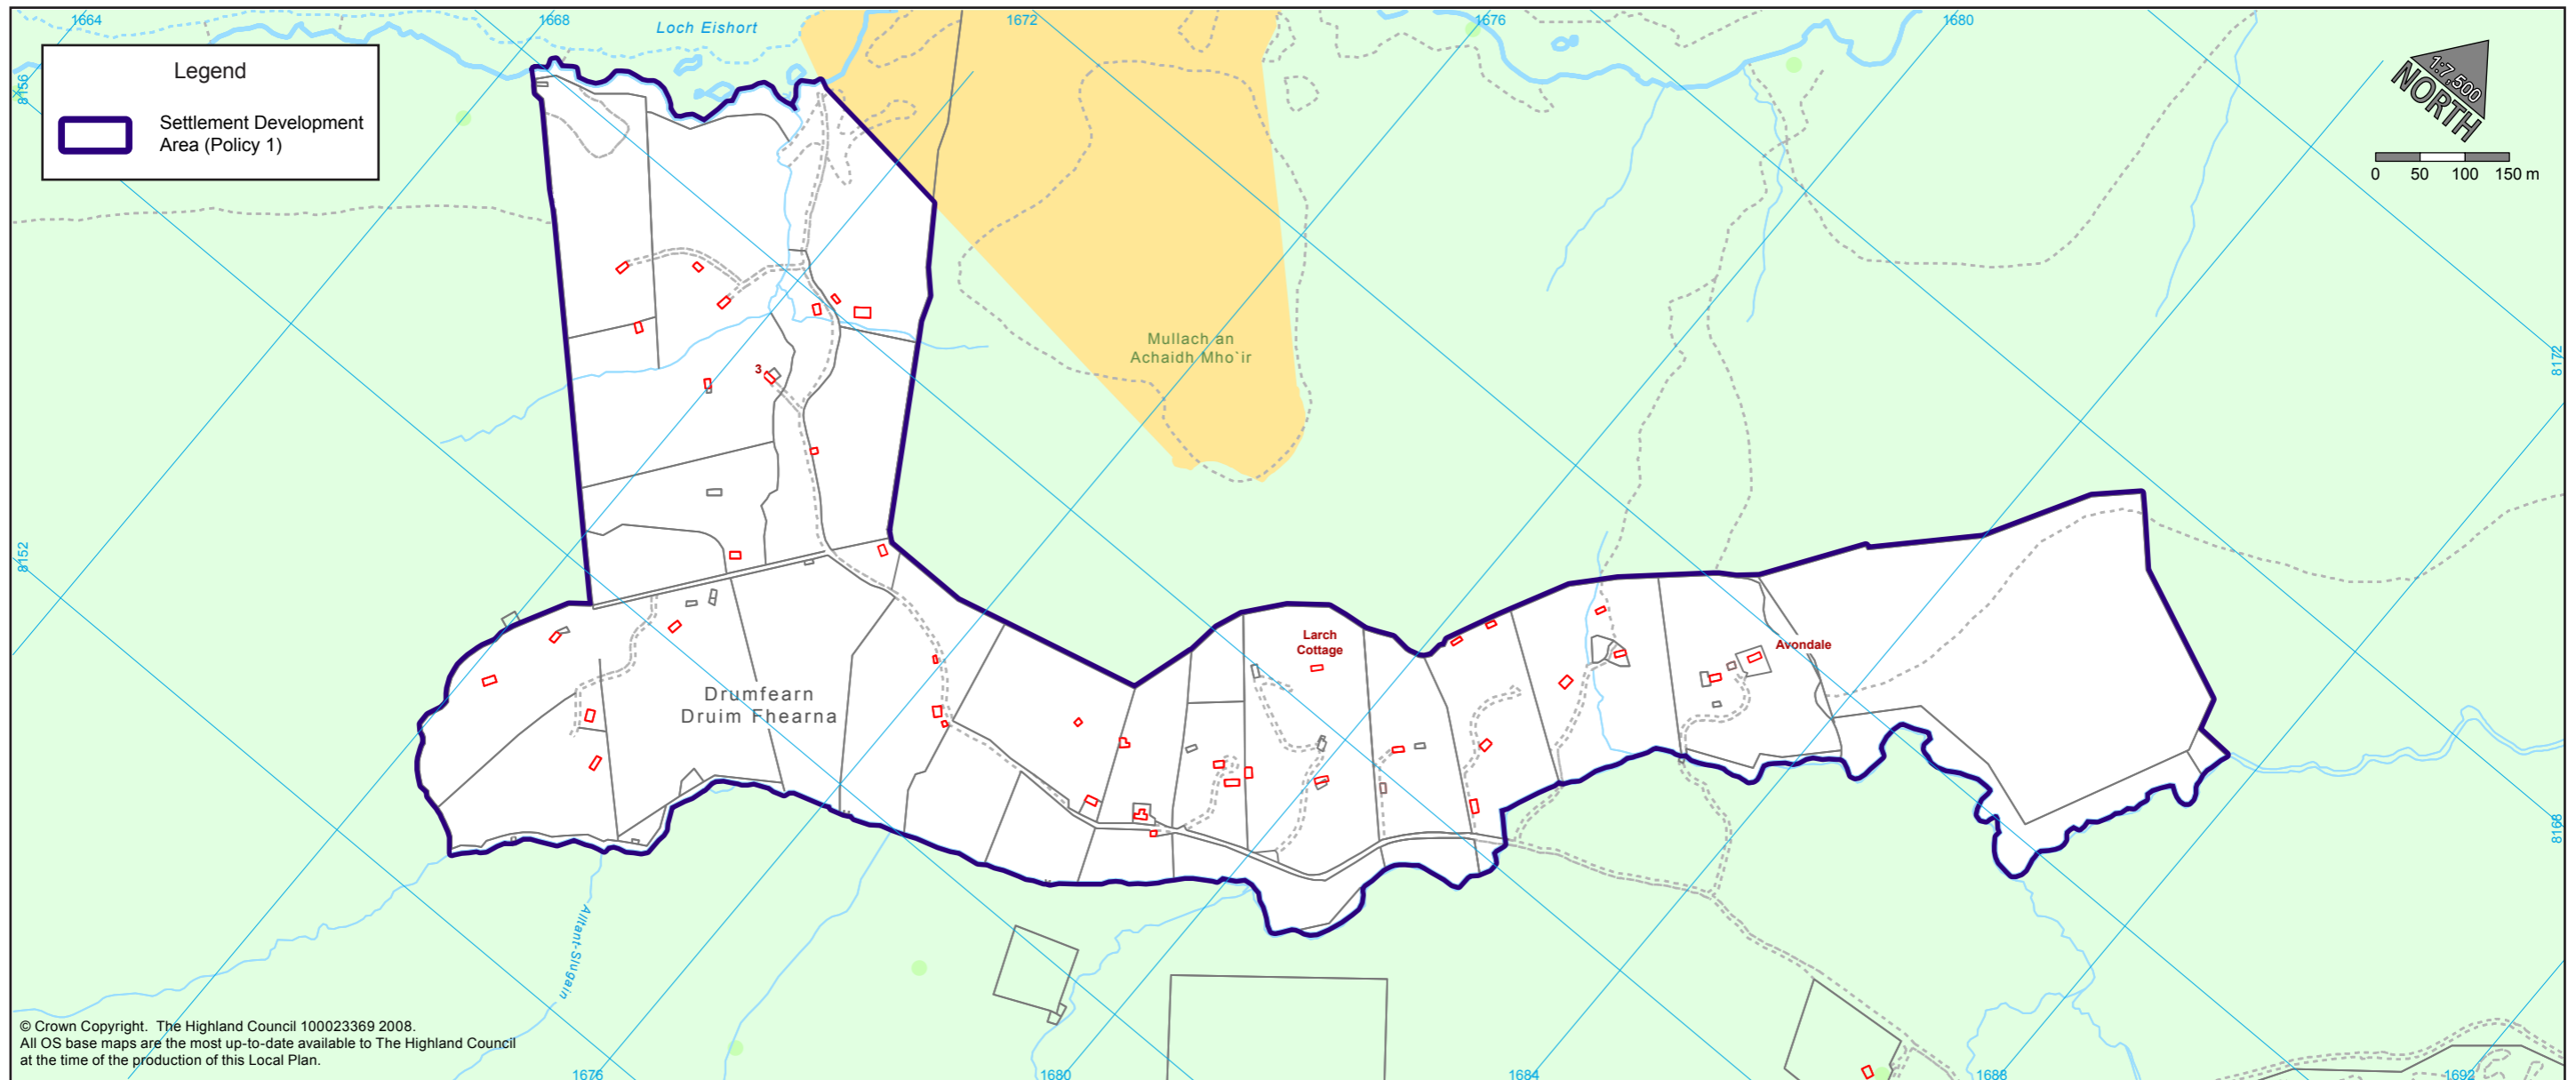 1664
1668
Loch Eishort
1672
1676
1680
8156
Legend
Settlement Development
Area (Policy 1)
1:7,500
NORTH
0 50 100 150 m
Mullach an
Achaidh Mho`ir
8172
3
8152
Larch
Cottage
Avondale
Drumfearn
Druim Fhearna
8168
Alltant-Slugain
© Crown Copyright. The Highland Council 100023369 2008.
All OS base maps are the most up-to-date available to The Highland Council
at the time of the production of this Local Plan.
1676
1680
1684
1688
1692